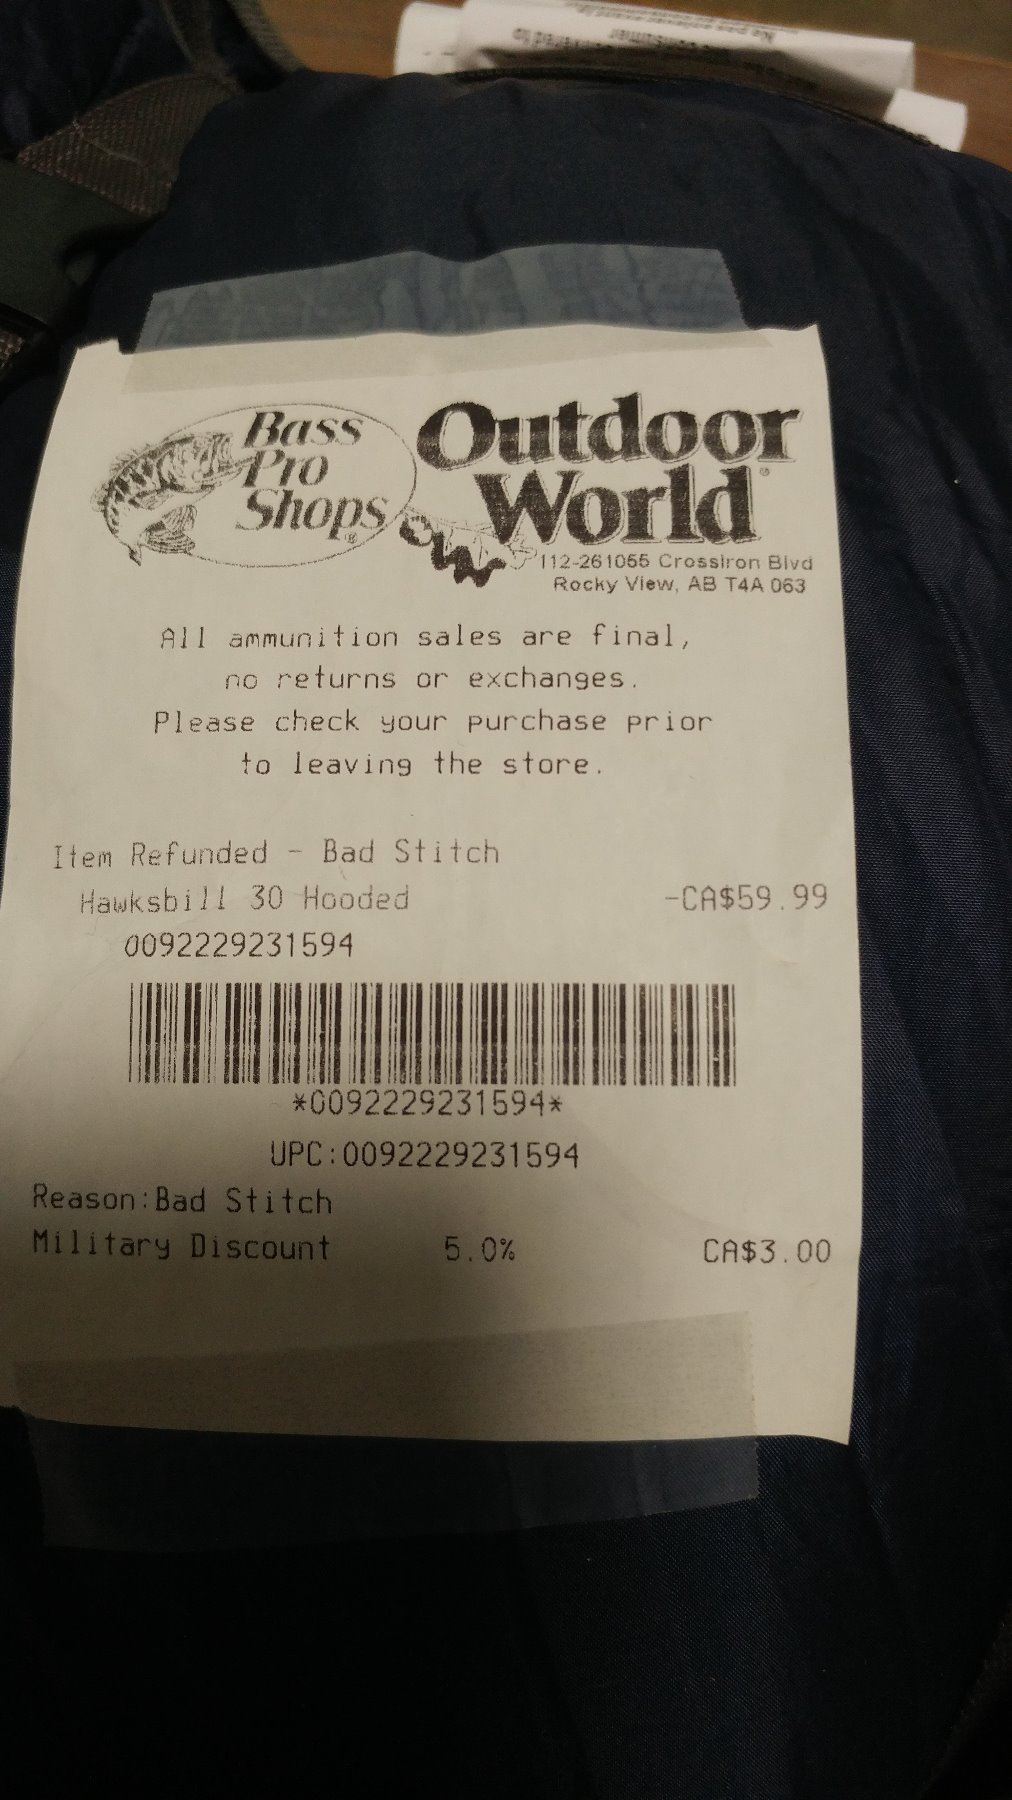 Bass
Pro
Shops®
Outdoor
World®
112-261055 CrossIron Blvd
Rocky View, AB T4A 063
All ammunition sales are final,
no returns or exchanges.
Please check your purchase prior
to leaving the store.
Item Refunded - Bad Stitch
Hawksbill 30 Hooded -CA$59.99
0092229231594
*0092229231594*
UPC:0092229231594
Reason:Bad Stitch
Military Discount 5.0% CA$3.00